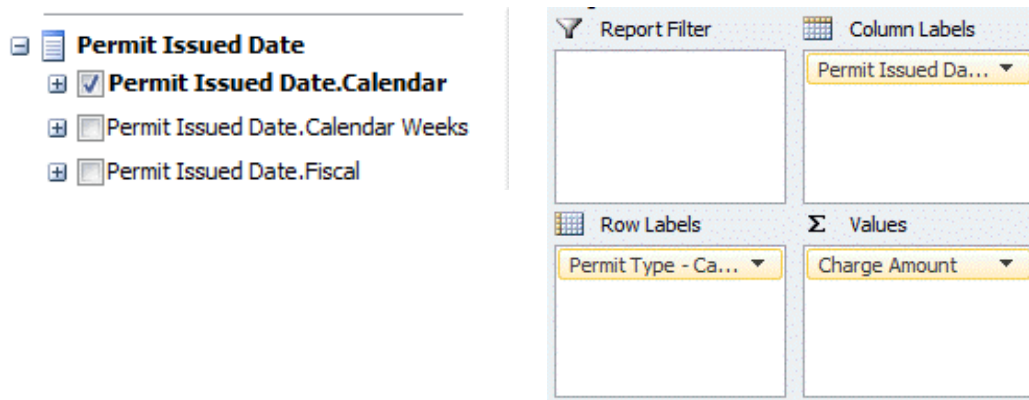 Permit Issued Date
Permit Issued Date.Calendar
Permit Issued Date.Calendar Weeks
Permit Issued Date.Fiscal
Report Filter
Column Labels
Permit Issued Da...
Row Labels
Σ Values
Permit Type - Ca...
Charge Amount